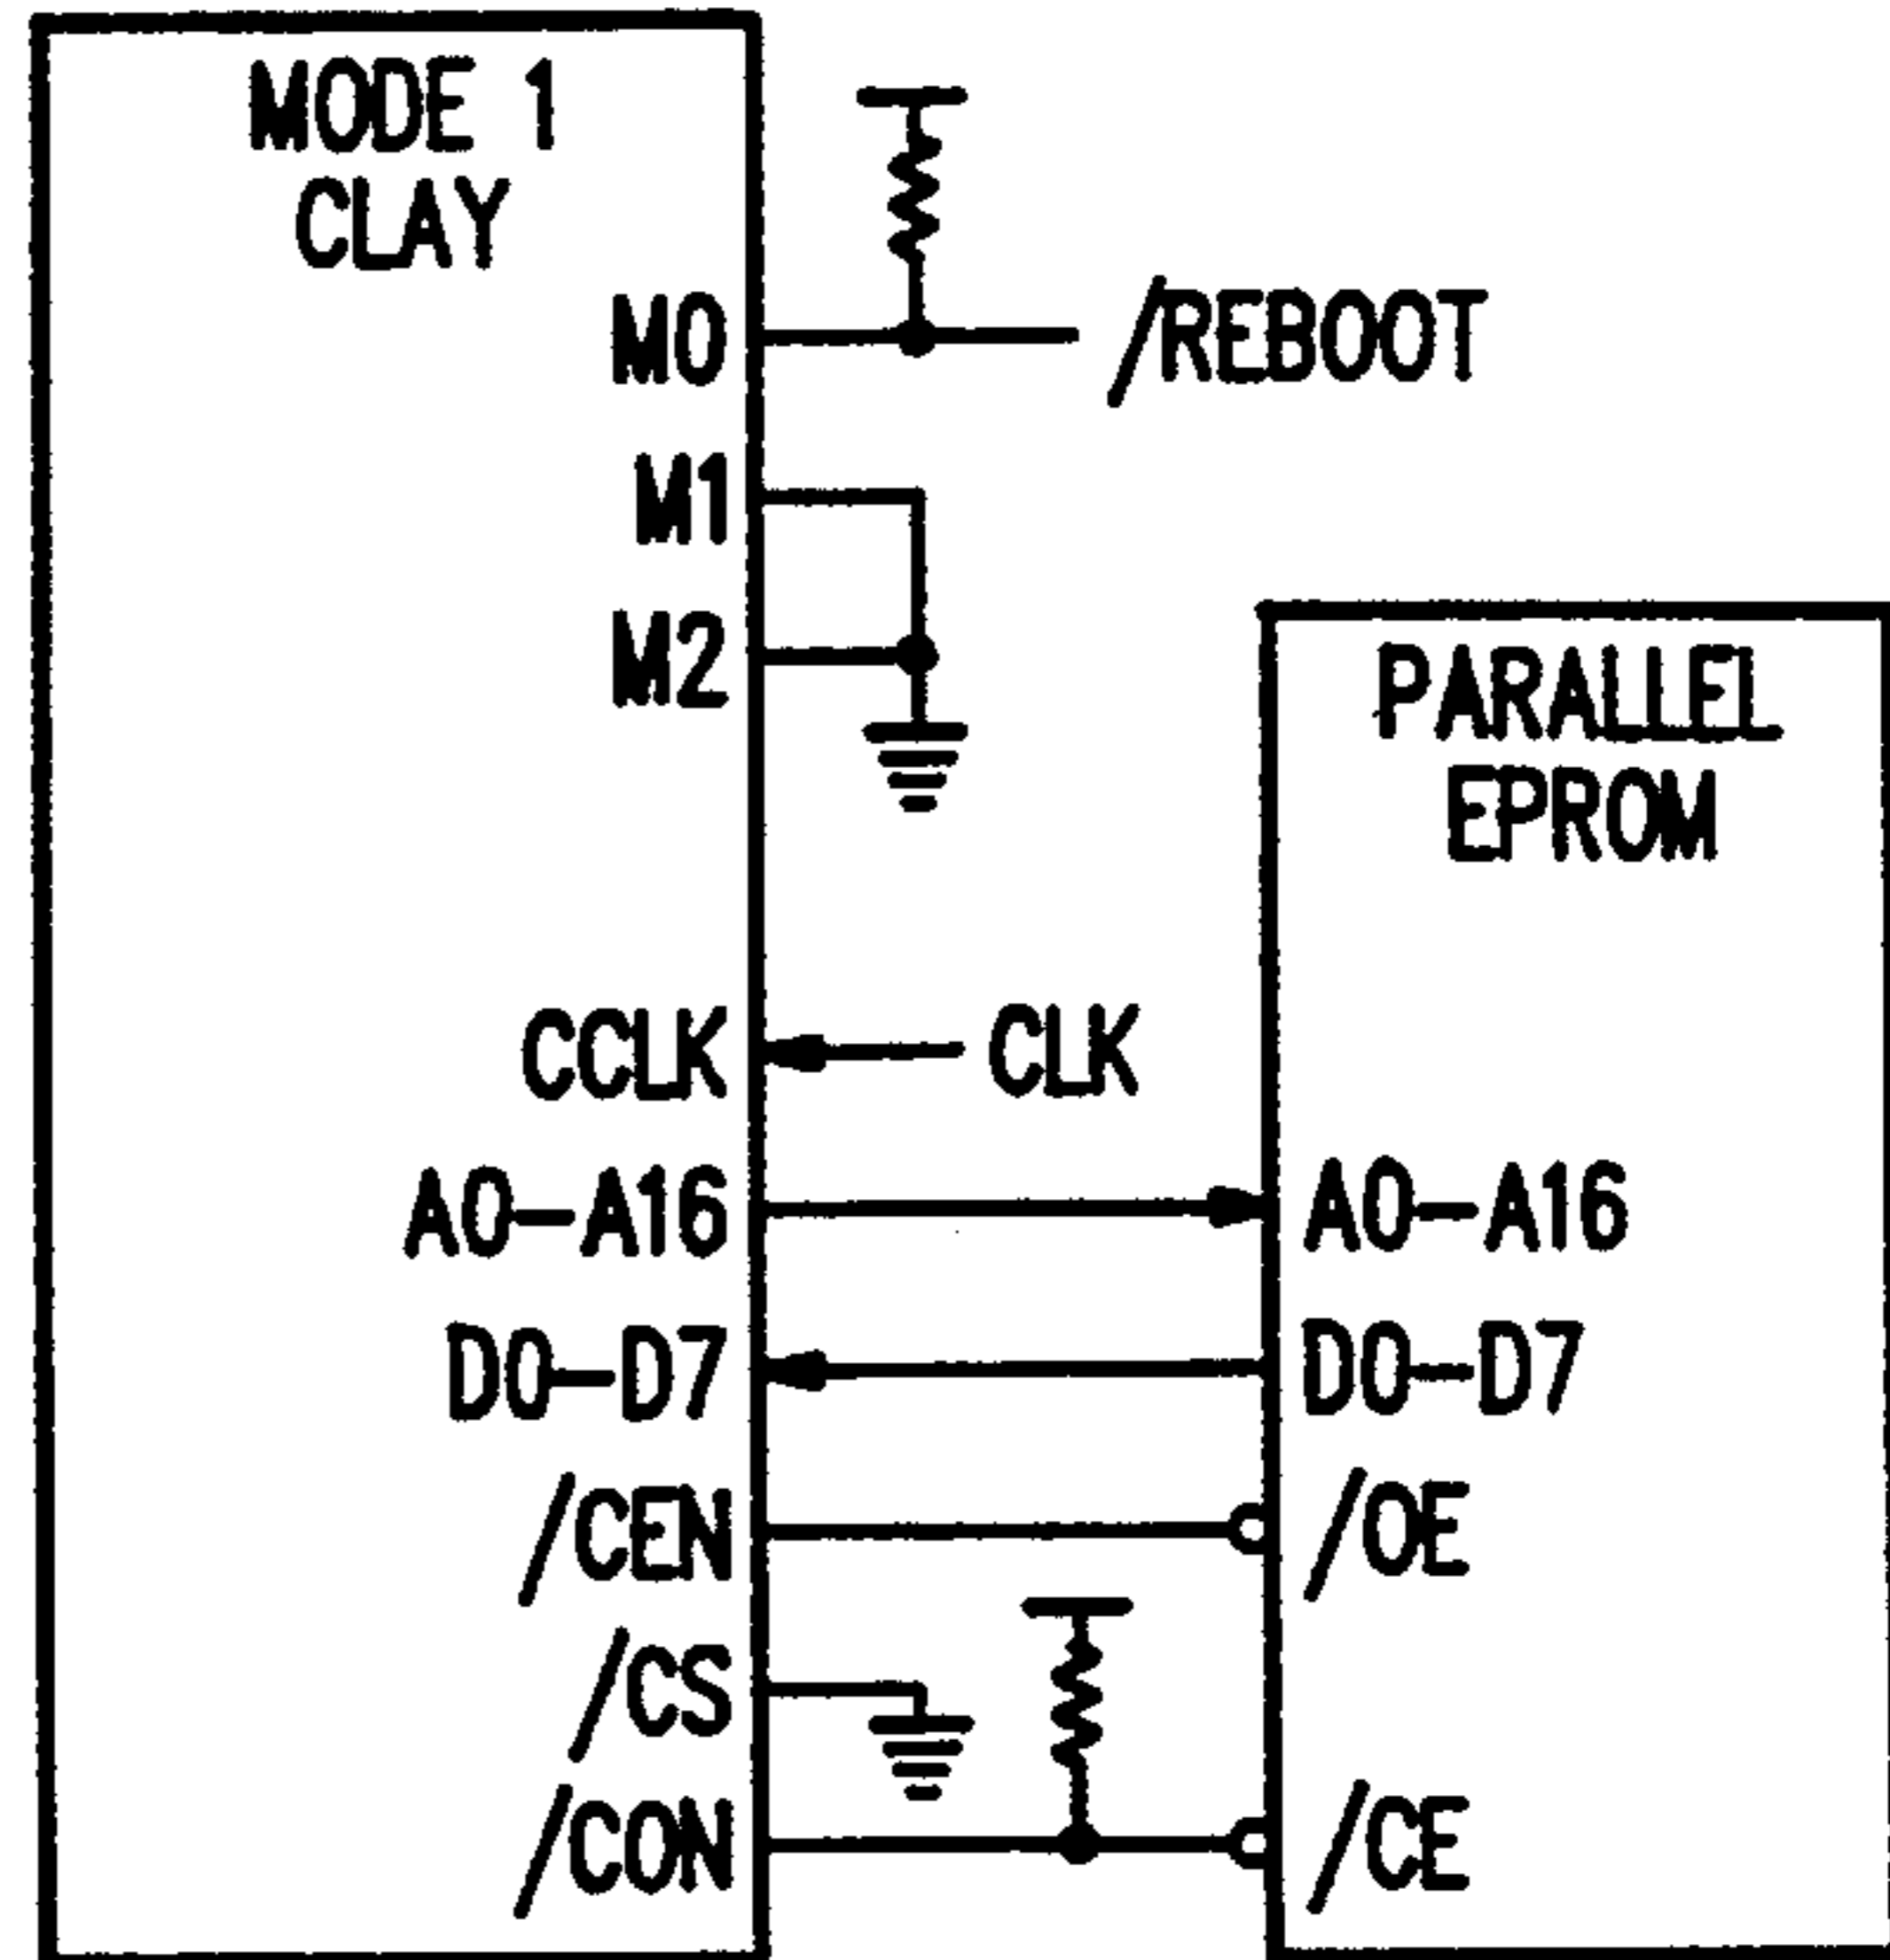 MODE 1
CLAY
M0
/REBOOT
M1
M2
PARALLEL
EPROM
CCLK
CLK
A0-A16
A0-A16
D0-D7
D0-D7
/CEN
/OE
/CS
/CON
/CE